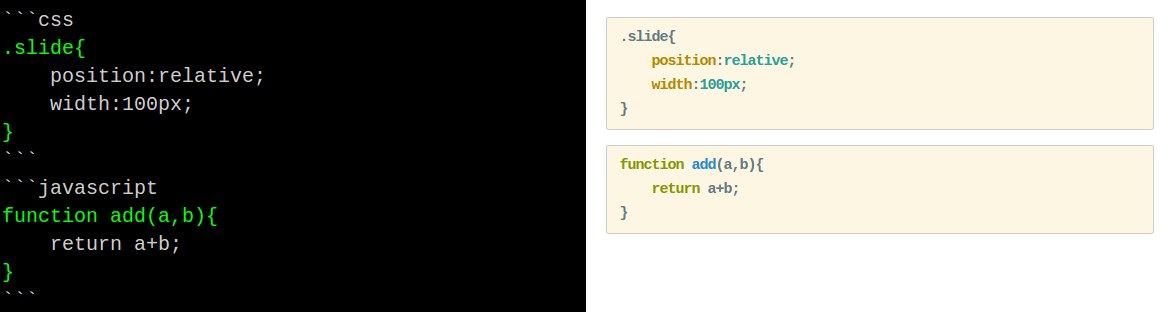 ```css
.slide{
    position:relative;
    width:100px;
}
```
```javascript
function add(a,b){
    return a+b;
}
```
.slide{
    position:relative;
    width:100px;
}
function add(a,b){
    return a+b;
}